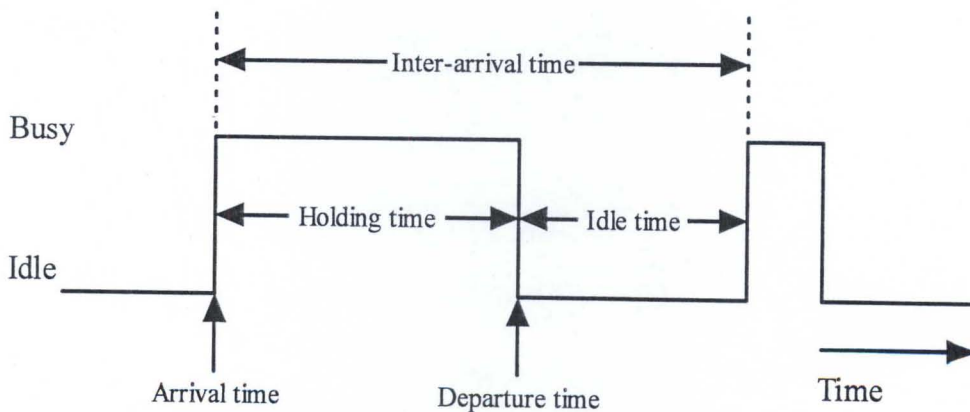 Inter-arrival time
Busy
Holding time
Idle time
Idle
Arrival time
Departure time
Time